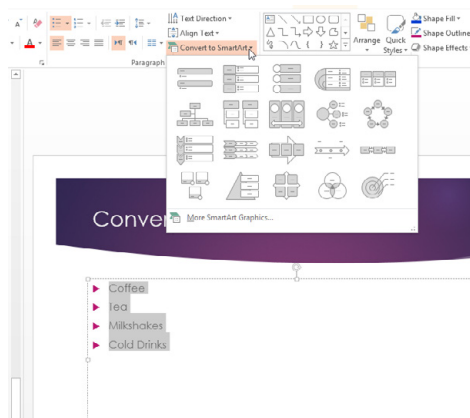 Text Direction
Align Text
Convert to SmartArt
Paragraph
Arrange
Quick
Styles
Shape Fill
Shape Outline
Shape Effects
More SmartArt Graphics...
Conver
Coffee
Tea
Milkshakes
Cold Drinks